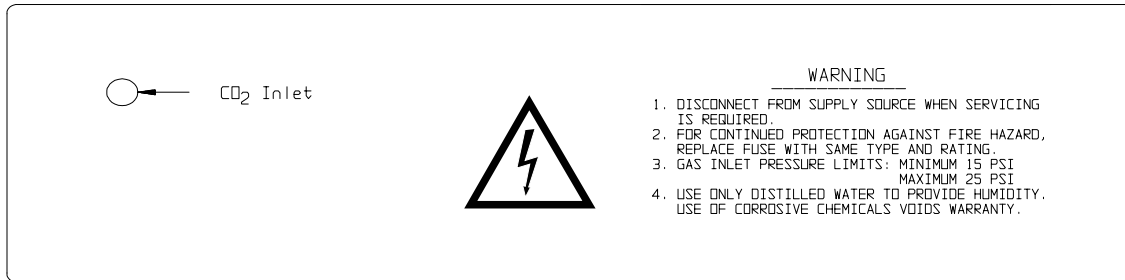 CO2 Inlet
WARNING
1. DISCONNECT FROM SUPPLY SOURCE WHEN SERVICING
IS REQUIRED.
2. FOR CONTINUED PROTECTION AGAINST FIRE HAZARD,
REPLACE FUSE WITH SAME TYPE AND RATING.
3. GAS INLET PRESSURE LIMITS: MINIMUM 15 PSI
MAXIMUM 25 PSI
4. USE ONLY DISTILLED WATER TO PROVIDE HUMIDITY.
USE OF CORROSIVE CHEMICALS VOIDS WARRANTY.